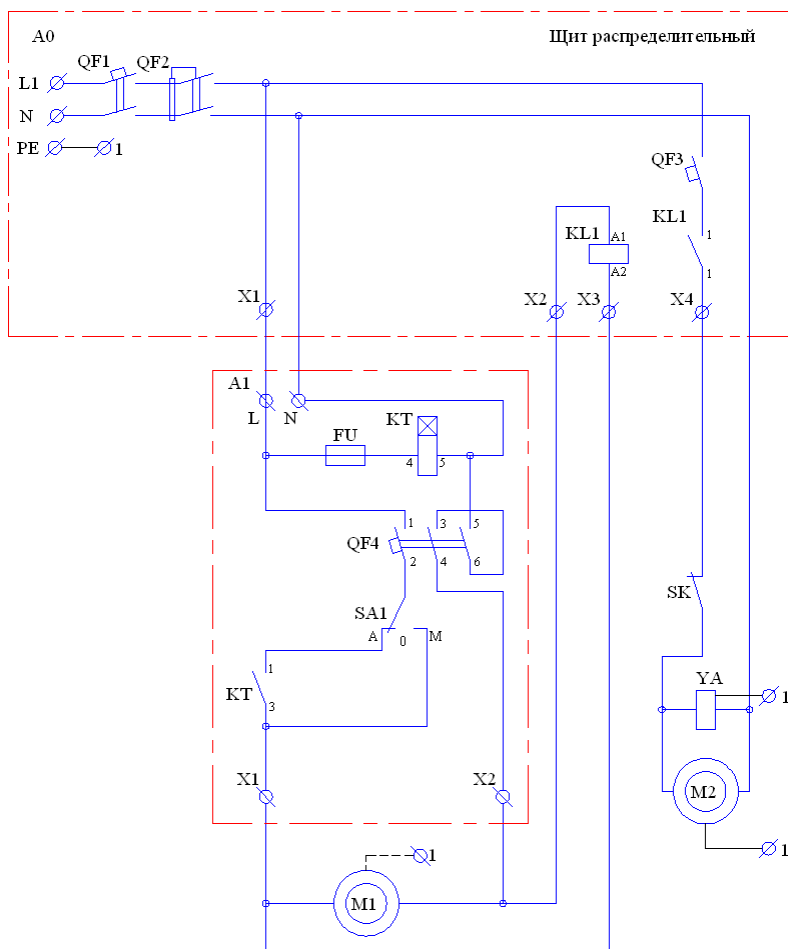 A0
Щит распределительный
QF1 QF2
L1
N
PE 1
QF3
KL1 A1 KL1 1
A2 1
X1 X2 X3 X4
A1
L N
FU KT
4 5
1 3 5
QF4
2 4 6
SA1
A 0 M
SK
1
KT
3
YA 1
X1 X2
M2
1
1
M1